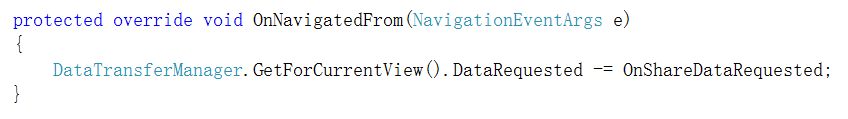 protected override void OnNavigatedFrom(NavigationEventArgs e)
{
    DataTransferManager.GetForCurrentView().DataRequested -= OnShareDataRequested;
}